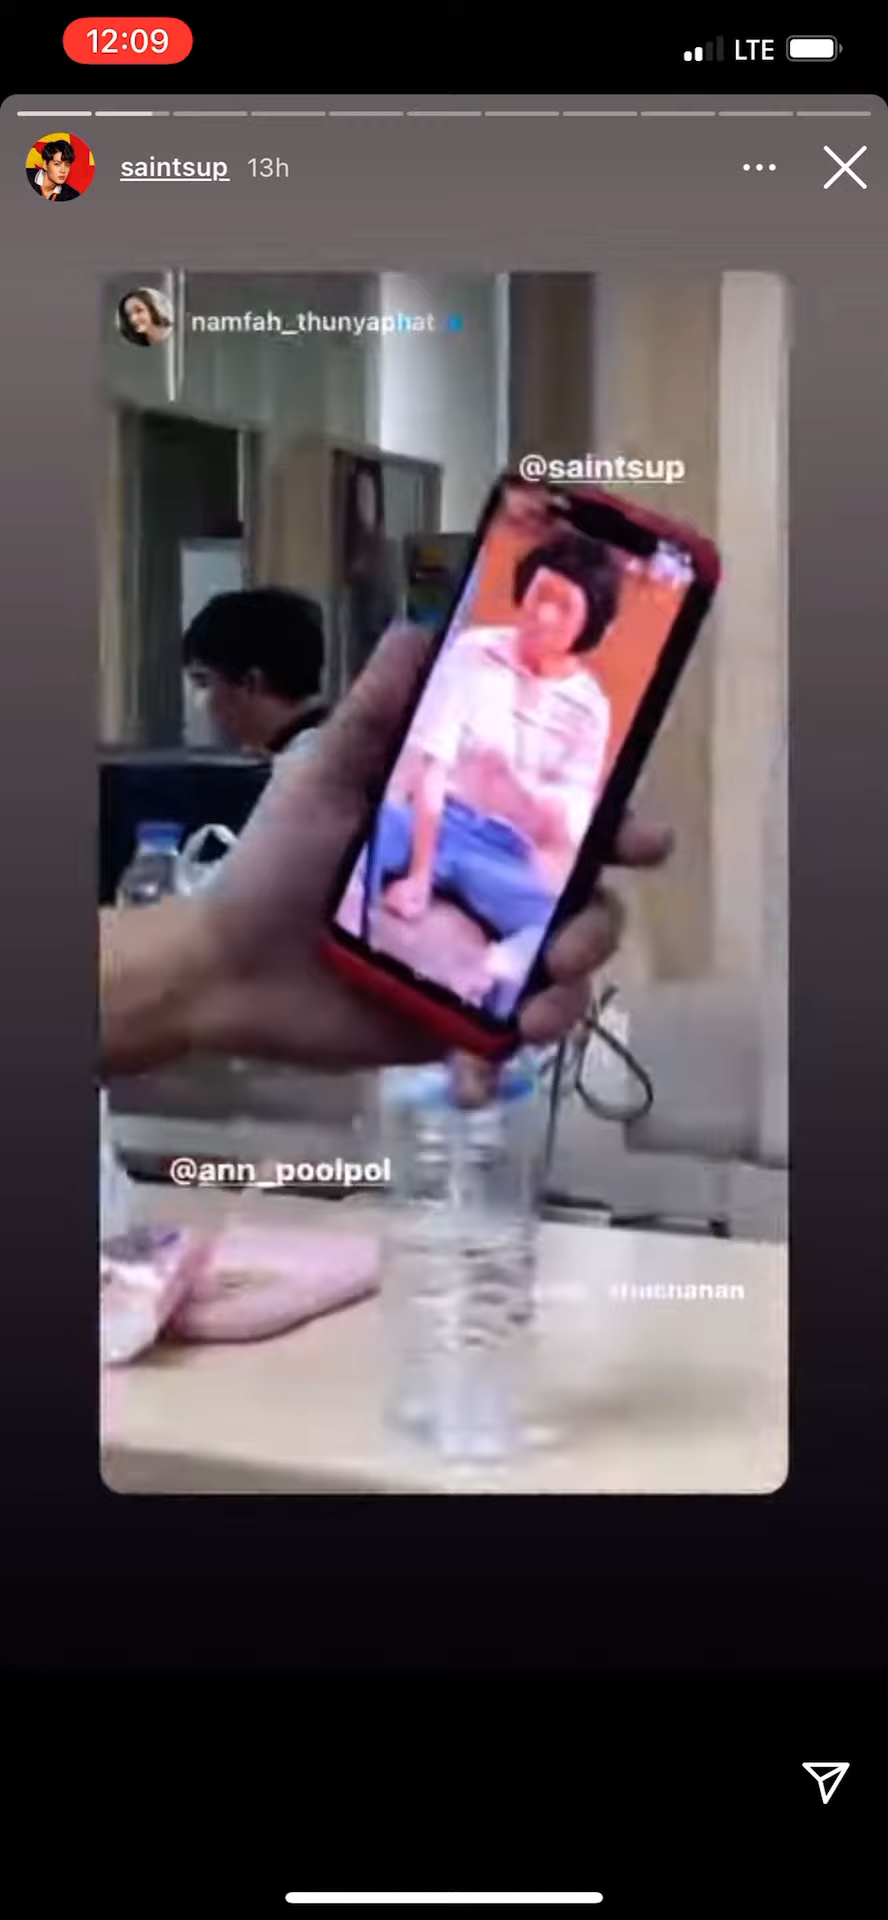 12:09
LTE
saintsup 13h
namfah_thunyaphat
@saintsup
@ann_poolpol